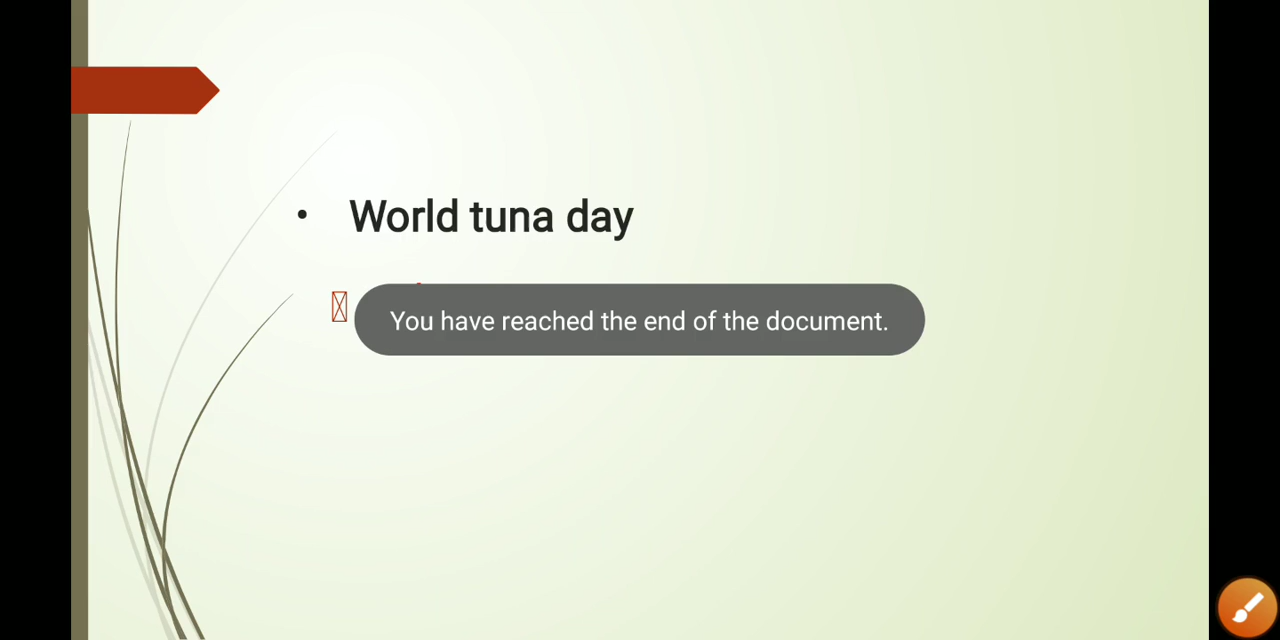 • World tuna day
You have reached the end of the document.